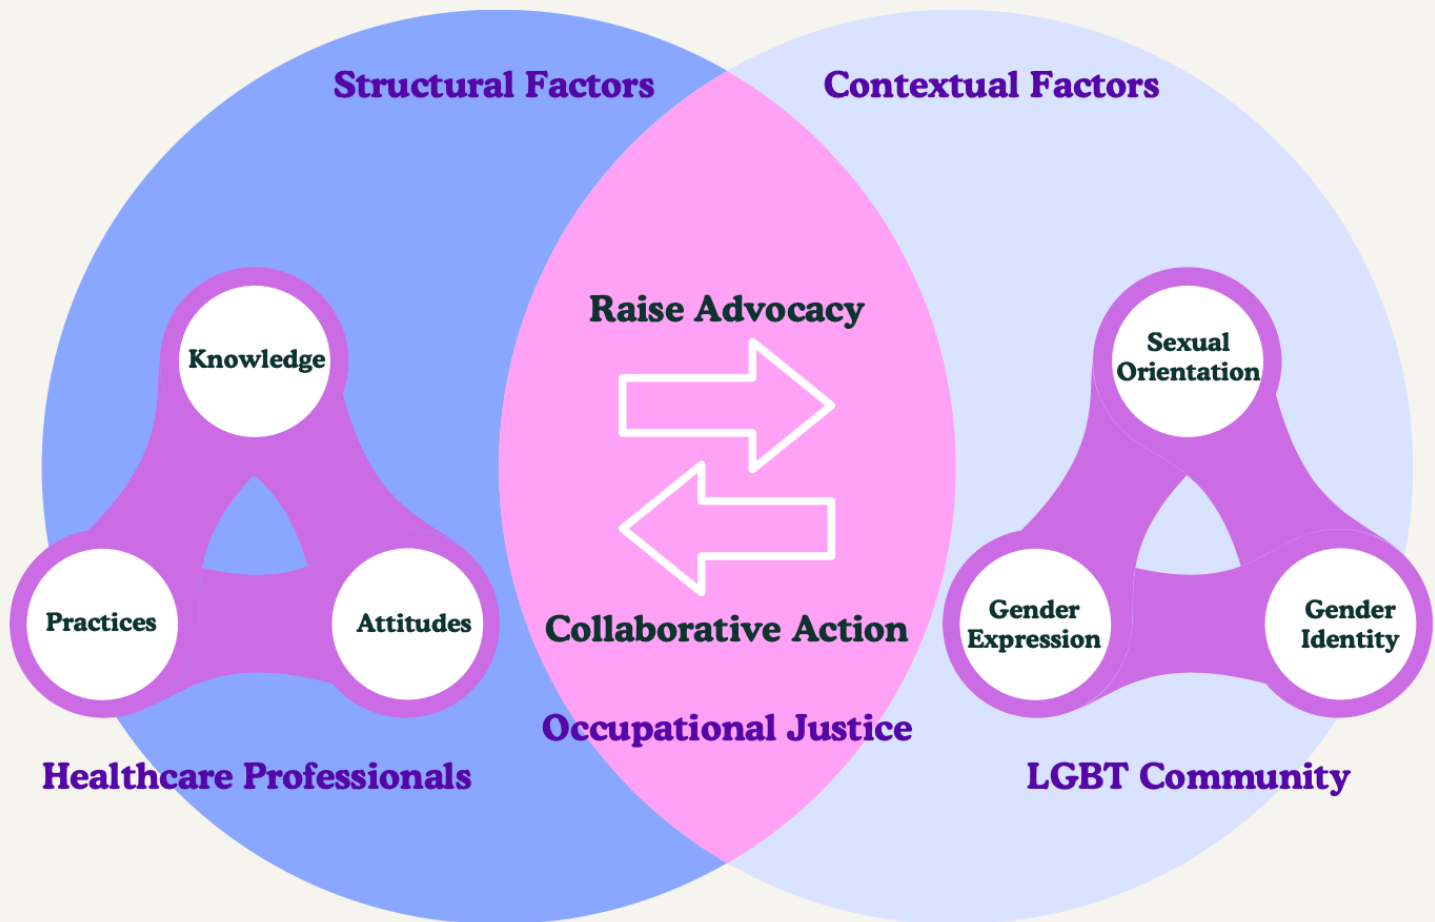 Structural Factors
Contextual Factors
Raise Advocacy
Knowledge
Sexual
Orientation
Practices
Attitudes
Collaborative Action
Gender
Expression
Gender
Identity
Occupational Justice
Healthcare Professionals
LGBT Community